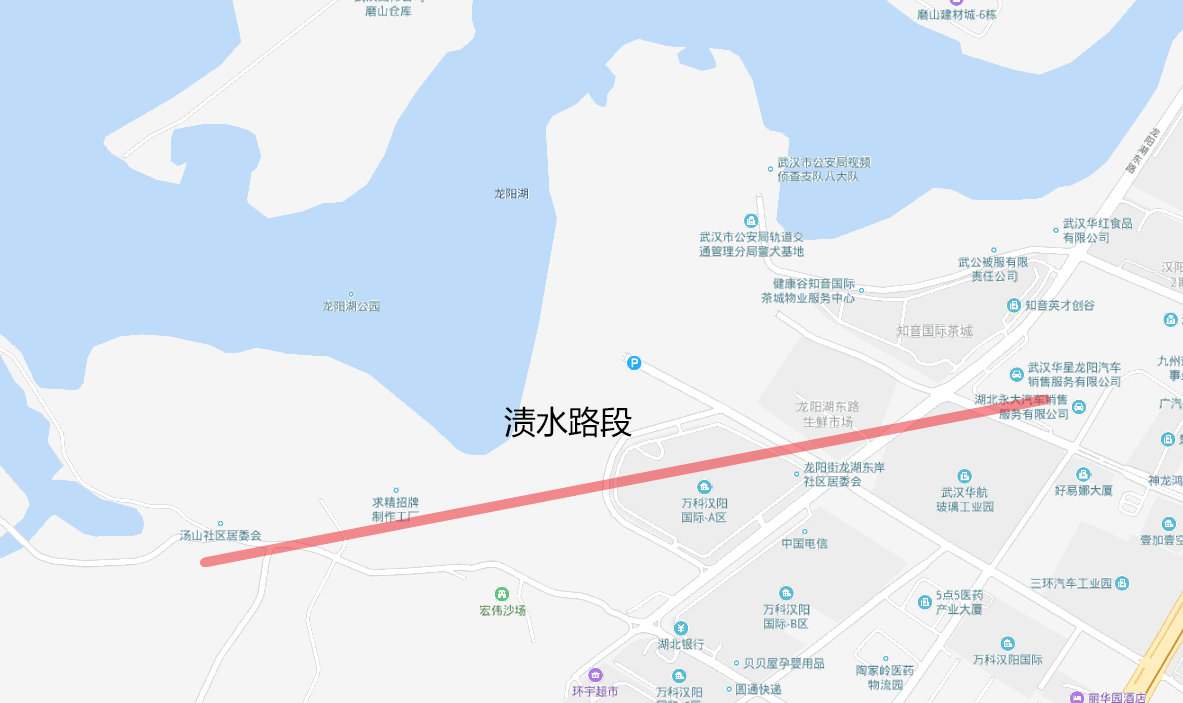 磨山仓库
磨山建材城-6栋
龙阳湖东路
武汉市公安局视频
侦查支队八大队
龙阳湖
武汉市公安局轨道交
通管理分局警犬基地
武汉华红食品
有限公司
武公被服有限
责任公司
汉阳
健康谷知音国际
茶城物业服务中心
龙阳湖公园
知音英才创谷
知音国际茶城
武汉华星龙阳汽车
销售服务有限公司
九州
事
湖北永大汽车销售
服务有限公司
广汽
龙阳湖东路
生鲜市场
渍水路段
龙阳街龙湖东岸
社区居委会
武汉华航
玻璃工业园
好易娜大厦
神龙鸿
求精招牌
制作工厂
万科汉阳
国际-A区
汤山社区居委会
中国电信
壹加壹空
三环汽车工业园
宏伟沙场
万科汉阳
国际-B区
5点5医药
产业大厦
湖北银行
万科汉阳国际
贝贝屋孕婴用品
陶家岭医药
物流园
环宇超市
万科汉阳
圆通快递
丽华园酒店